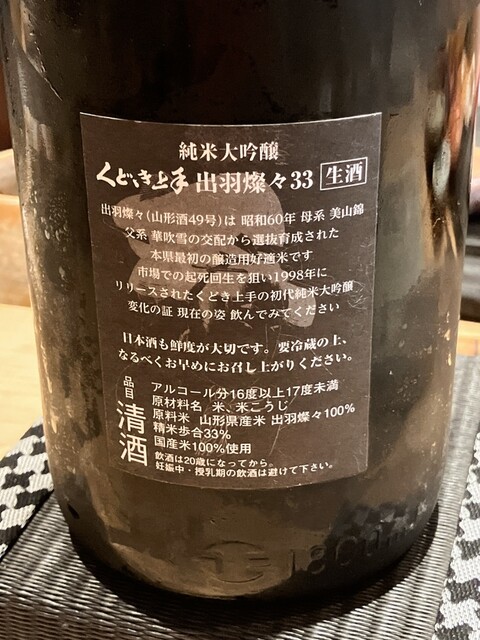 純米大吟醸
くどき上手 出羽燦々33 生酒
出羽燦々(山形酒49号)は 昭和60年 母系 美山錦
父系 華吹雪の交配から選抜育成された
本県最初の醸造用好適米です
市場での起死回生を狙い1998年に
リリースされたくどき上手の初代純米大吟醸
変化の証 現在の姿 飲んでみてください
日本酒も鮮度が大切です。要冷蔵の上、
なるべくお早めにお召し上がりください。
品目
清酒
アルコール分16度以上17度未満
原材料名 米、米こうじ
原料米 山形県産米 出羽燦々100%
精米歩合33%
国産米100%使用
飲酒は20歳になってから。
妊娠中・授乳期の飲酒は避けて下さい。